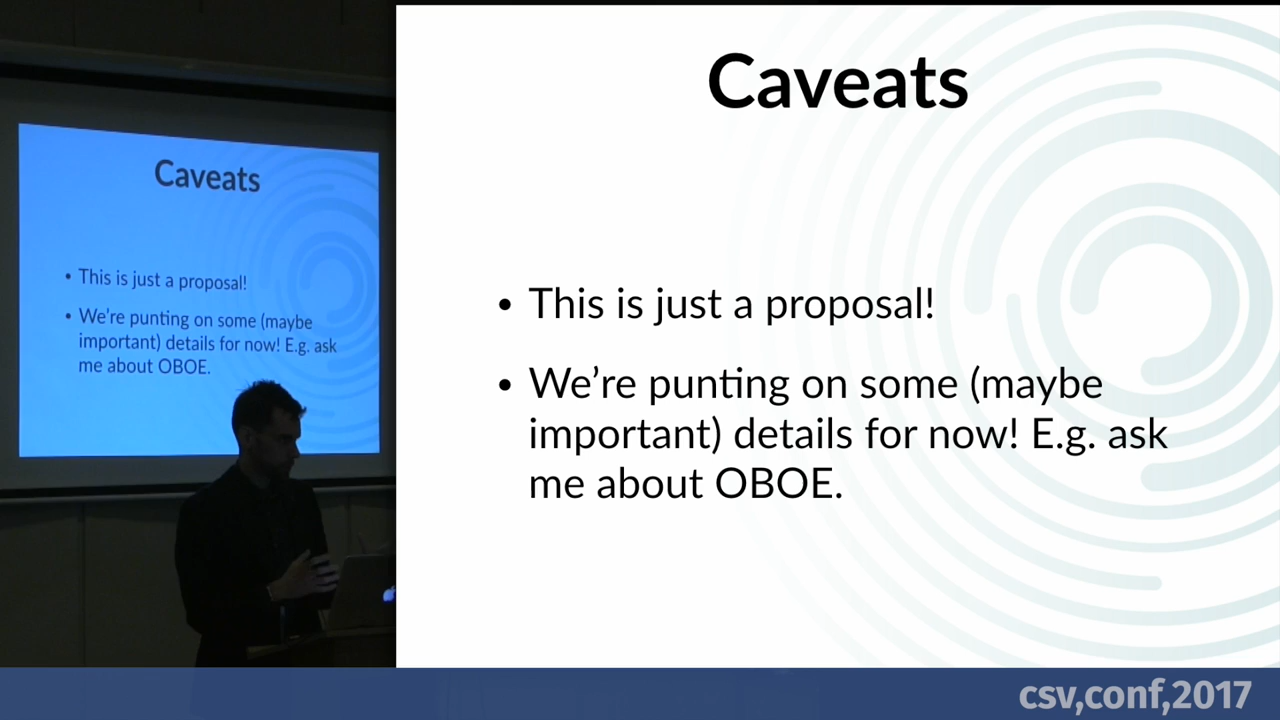 Caveats
• This is just a proposal!
• We're punting on some (maybe
important) details for now! E.g. ask
me about OBOE.
Caveats
• This is just a proposal!
• We're punting on some (maybe
important) details for now! E.g. ask
me about OBOE.
csv,conf,2017